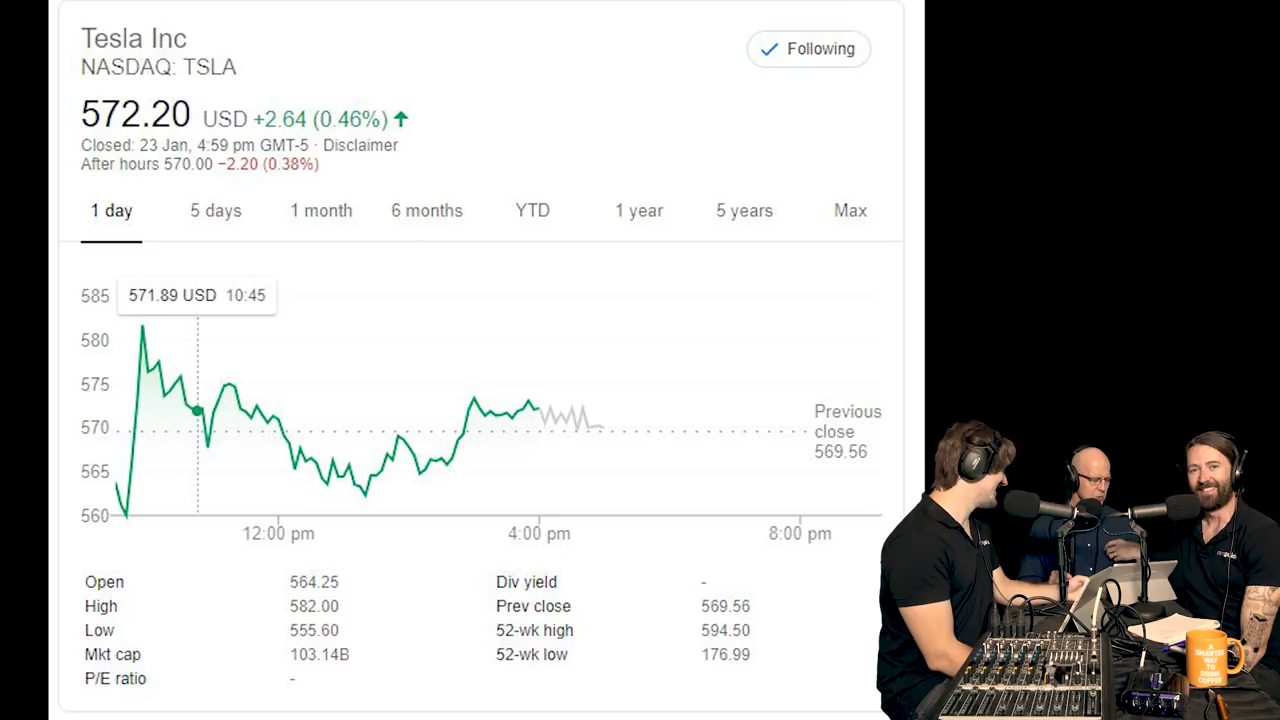 Tesla Inc
Following
NASDAQ: TSLA
572.20 USD +2.64 (0.46%)
Closed: 23 Jan, 4:59 pm GMT-5 · Disclaimer
After hours 570.00 −2.20 (0.38%)
1 day 5 days 1 month 6 months YTD 1 year 5 years Max
571.89 USD 10:45
585
580
575
570
565
560
Previous
close
569.56
12:00 pm 4:00 pm 8:00 pm
Open 564.25 Div yield -
High 582.00 Prev close 569.56
Low 555.60 52-wk high 594.50
Mkt cap 103.14B 52-wk low 176.99
P/E ratio -
A
SMARTER
WAY
TO
DRINK
COFFEE